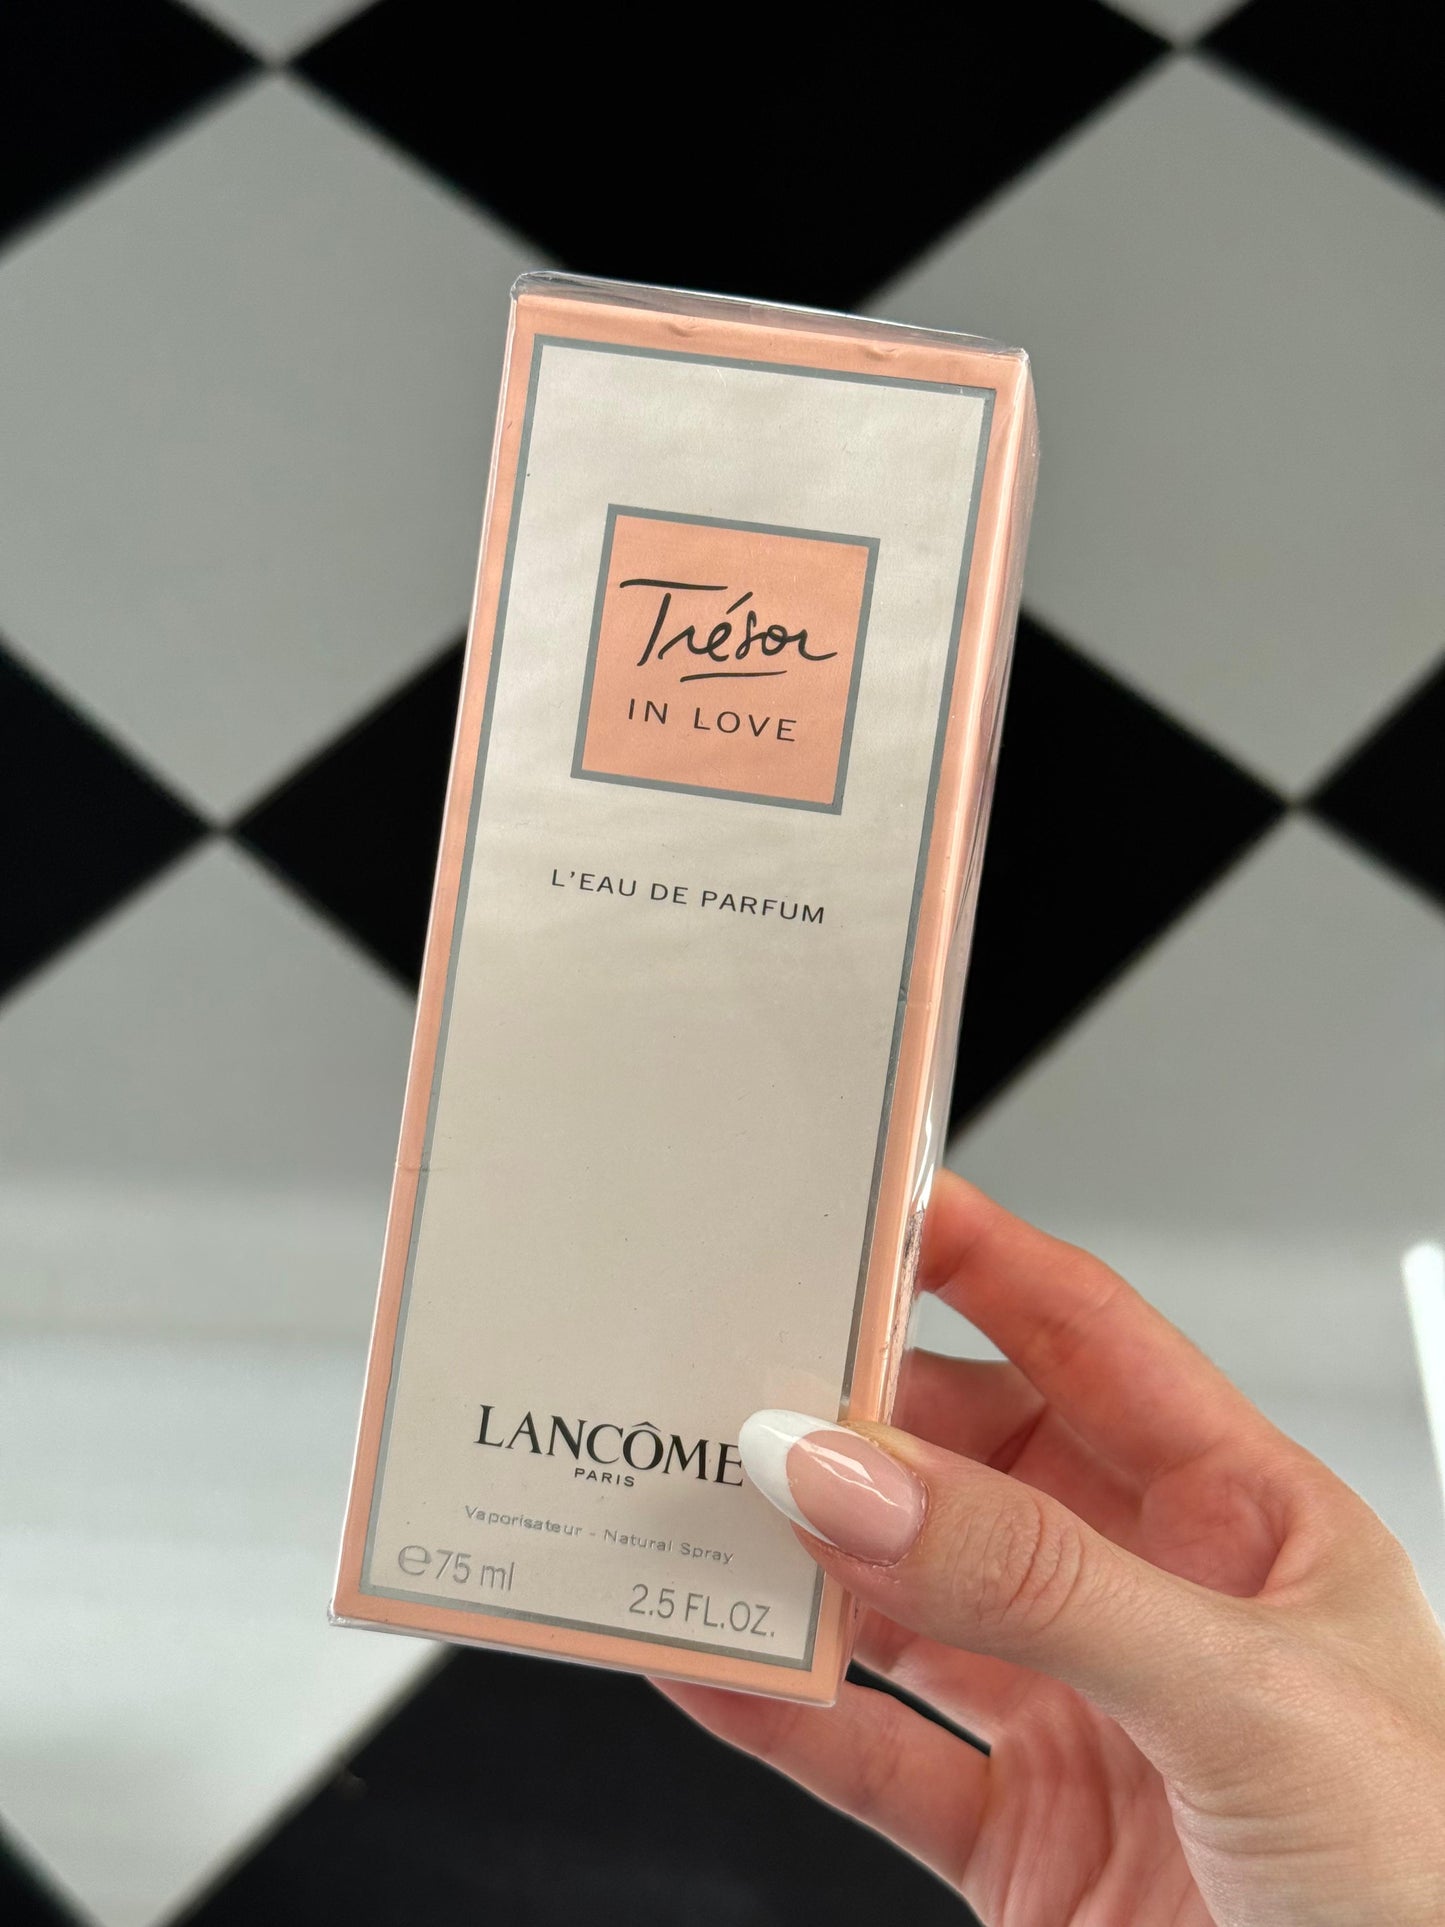 Trésor
IN LOVE
L'EAU DE PARFUM
LANCÔME
PARIS
Vaporisateur - Natural Spray
℮75 ml 2.5 FL.OZ.